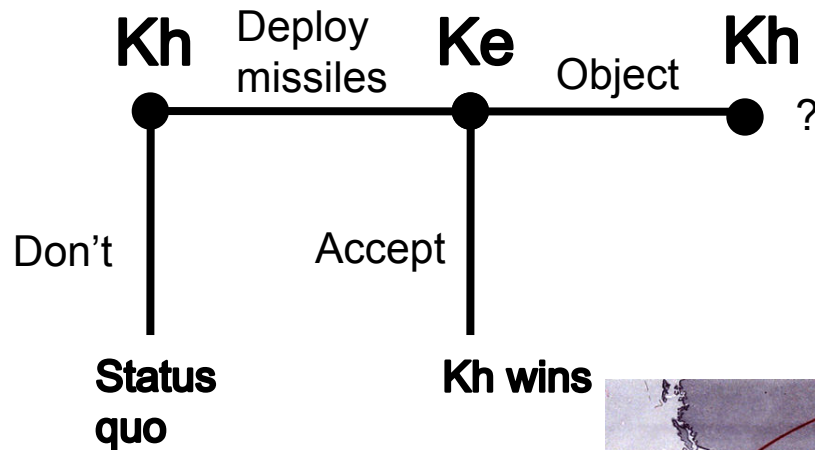 Kh
Deploy
missiles
Ke
Object
Kh
?
Don't
Accept
Status
quo
Kh wins